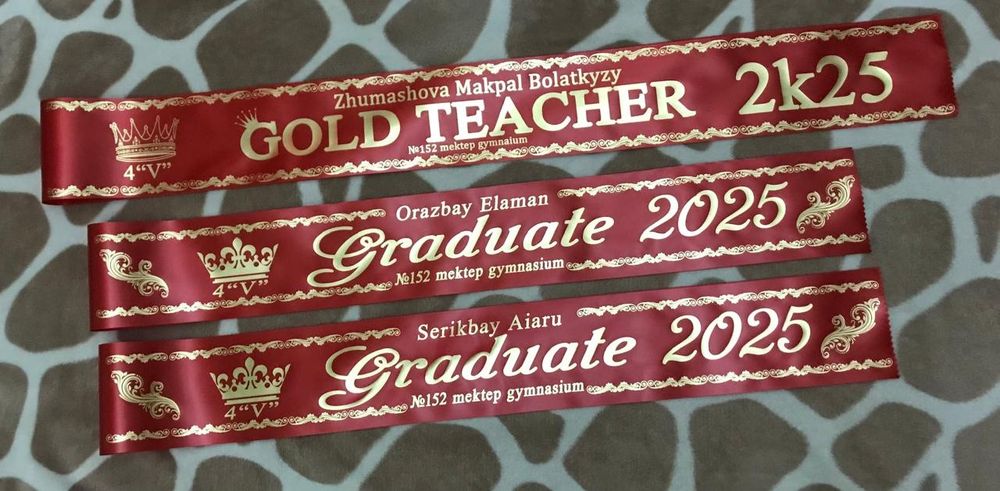 Zhumashova Makpal Bolatkyzy
GOLD TEACHER 2k25
№152 mektep gymnaium
4“V”
Orazbay Elaman
Graduate 2025
№152 mektep gymnasium
4“V”
Serikbay Aiaru
Graduate 2025
№152 mektep gymnasium
4“V”